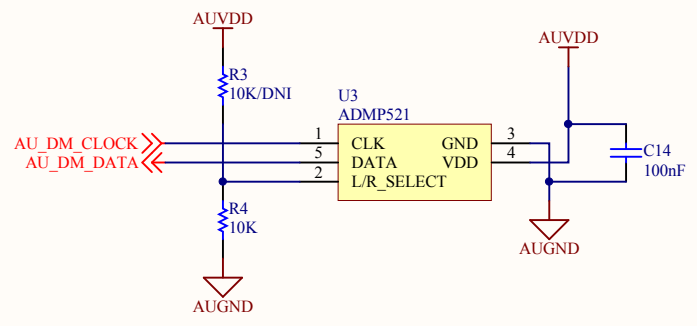 AUVDD
AUVDD
R3
10K/DNI
U3
ADMP521
AU_DM_CLOCK
1
CLK
GND
3
AU_DM_DATA
5
DATA
VDD
4
2
L/R_SELECT
C14
100nF
R4
10K
AUGND
AUGND